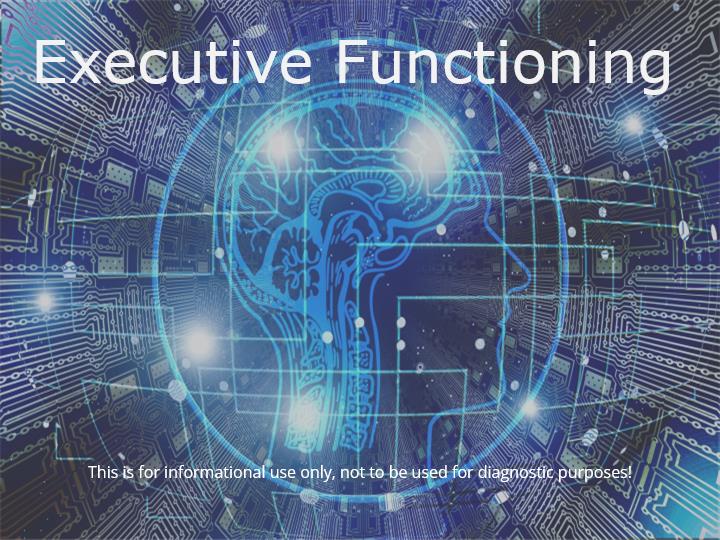 Executive Functioning
This is for informational use only, not to be used for diagnostic purposes!